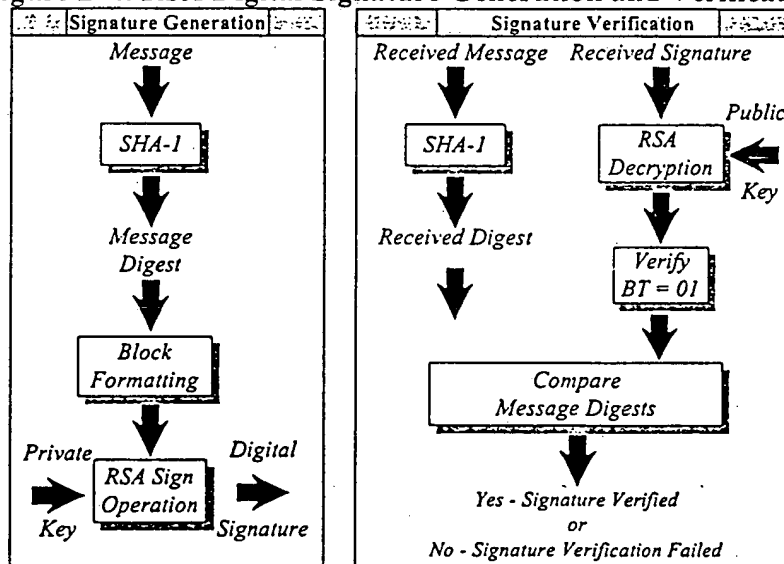 Signature Generation
Message
SHA-1
Message
Digest
Block
Formatting
Private
Key
RSA Sign
Operation
Digital
Signature
Signature Verification
Received Message
Received Signature
SHA-1
RSA
Decryption
Public
Key
Received Digest
Verify
BT = 01
Compare
Message Digests
Yes - Signature Verified
or
No - Signature Verification Failed